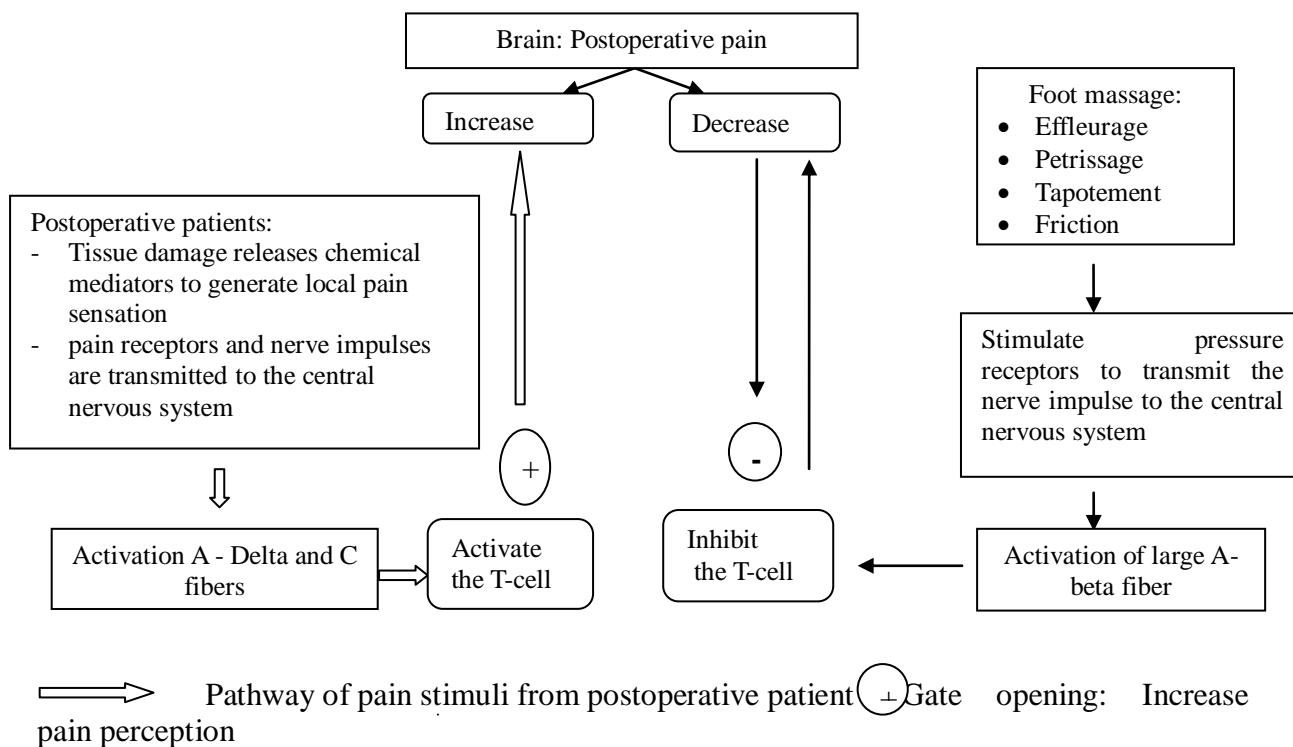 Brain: Postoperative pain
Increase
Decrease
Foot massage:
• Effleurage
• Petrissage
• Tapotement
• Friction
Postoperative patients:
- Tissue damage releases chemical
mediators to generate local pain
sensation
- pain receptors and nerve impulses
are transmitted to the central
nervous system
Stimulate pressure
receptors to transmit the
nerve impulse to the central
nervous system
+
-
Activation A - Delta and C
fibers
Activate
the T-cell
Inhibit
the T-cell
Activation of large A-
beta fiber
Pathway of pain stimuli from postoperative patient + Gate opening: Increase
pain perception